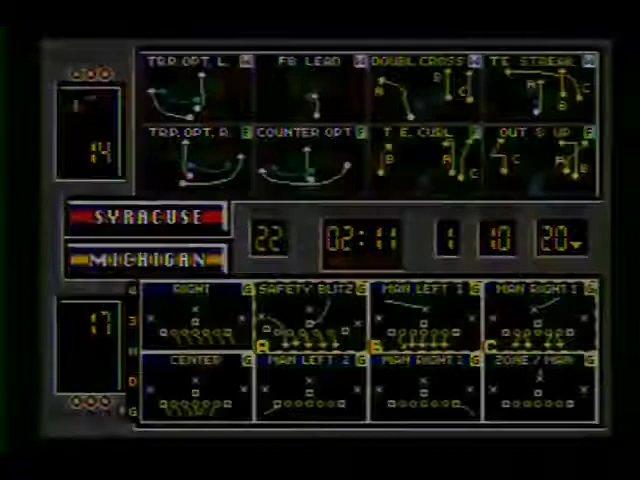 TRP. OPT. L. FB LEAD DOUBL CROSS TE STREAK
A B C A B C
TRP. OPT. R. COUNTER OPT T E. CURL OUT & UP
B A C C A B
14
SYRACUSE
22 02:11 1 10 20
MICHIGAN
RIGHT G SAFETY BLITZ G MAN LEFT 1 G MAN RIGHT 1 G
17
A B C
CENTER G MAN LEFT 2 G MAN RIGHT 2 G ZONE / MAN G